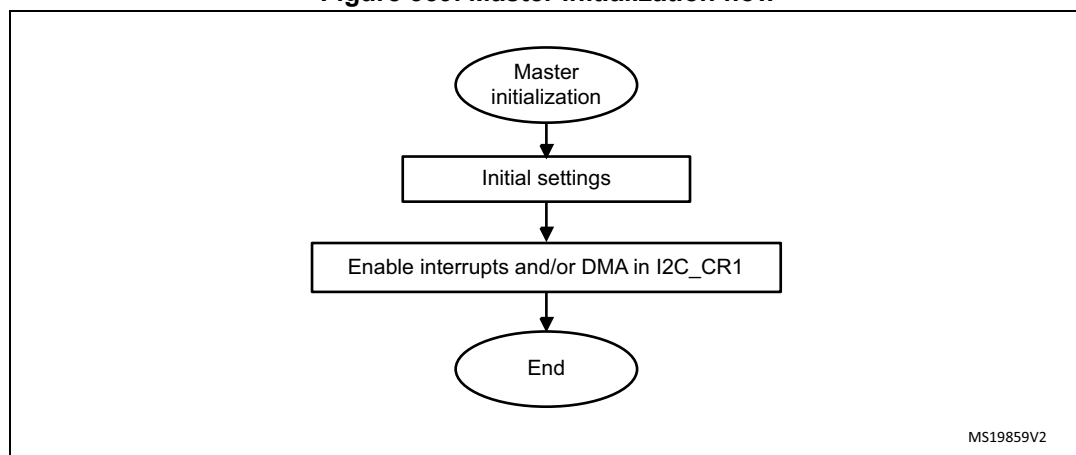 Master
initialization
Initial settings
Enable interrupts and/or DMA in I2C_CR1
End
MS19859V2